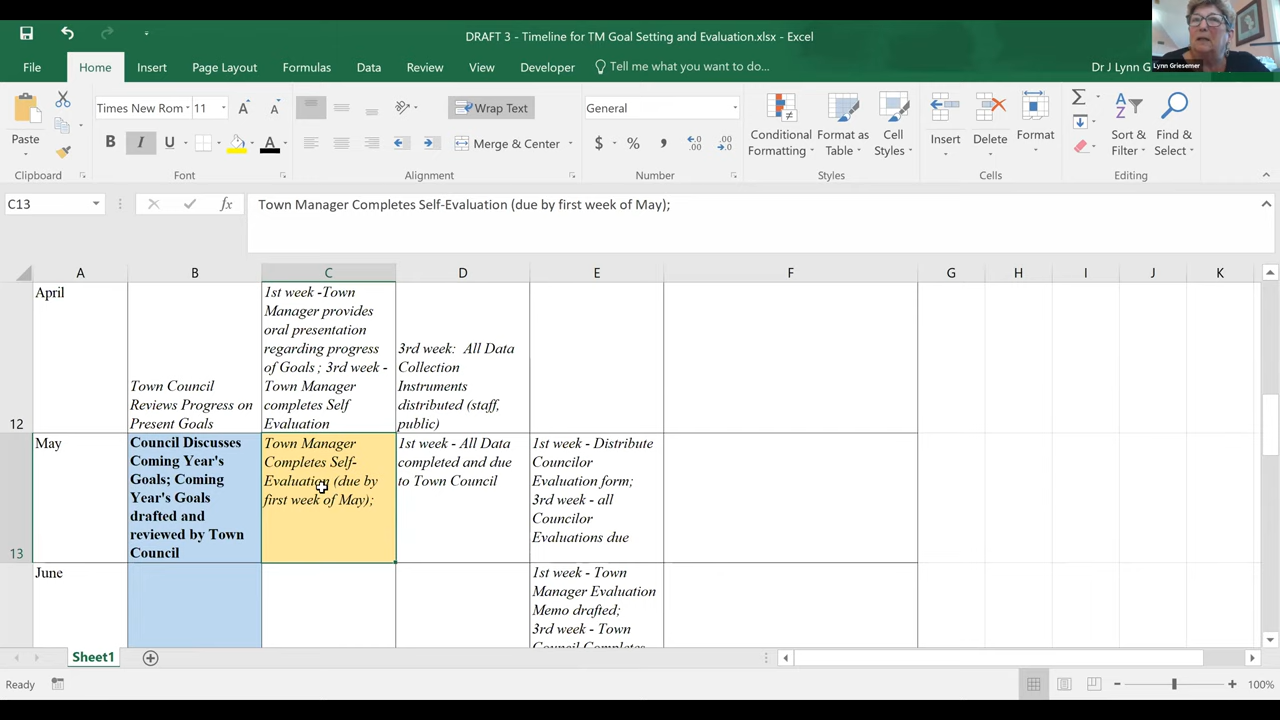 DRAFT 3 - Timeline for TM Goal Setting and Evaluation.xlsx - Excel
Lynn Griesemer
File Home Insert Page Layout Formulas Data Review View Developer Tell me what you want to do... Dr J Lynn G
Times New Rom 11 Wrap Text General
Paste B I U A Merge & Center $ % Conditional Formatting Format as Table Cell Styles Insert Delete Format Sort & Filter Find & Select
Clipboard Font Alignment Number Styles Cells Editing
C13 fx Town Manager Completes Self-Evaluation (due by first week of May);
A B C D E F G H I J K
12
April
Town Council
Reviews Progress on
Present Goals
1st week -Town
Manager provides
oral presentation
regarding progress
of Goals ; 3rd week -
Town Manager
completes Self
Evaluation
3rd week: All Data
Collection
Instruments
distributed (staff,
public)
13
May
Council Discusses
Coming Year's
Goals; Coming
Year's Goals
drafted and
reviewed by Town
Council
Town Manager
Completes Self-
Evaluation (due by
first week of May);
1st week - All Data
completed and due
to Town Council
1st week - Distribute
Councilor
Evaluation form;
3rd week - all
Councilor
Evaluations due
June
1st week - Town
Manager Evaluation
Memo drafted;
3rd week - Town
Council Completes
Sheet1
Ready 100%